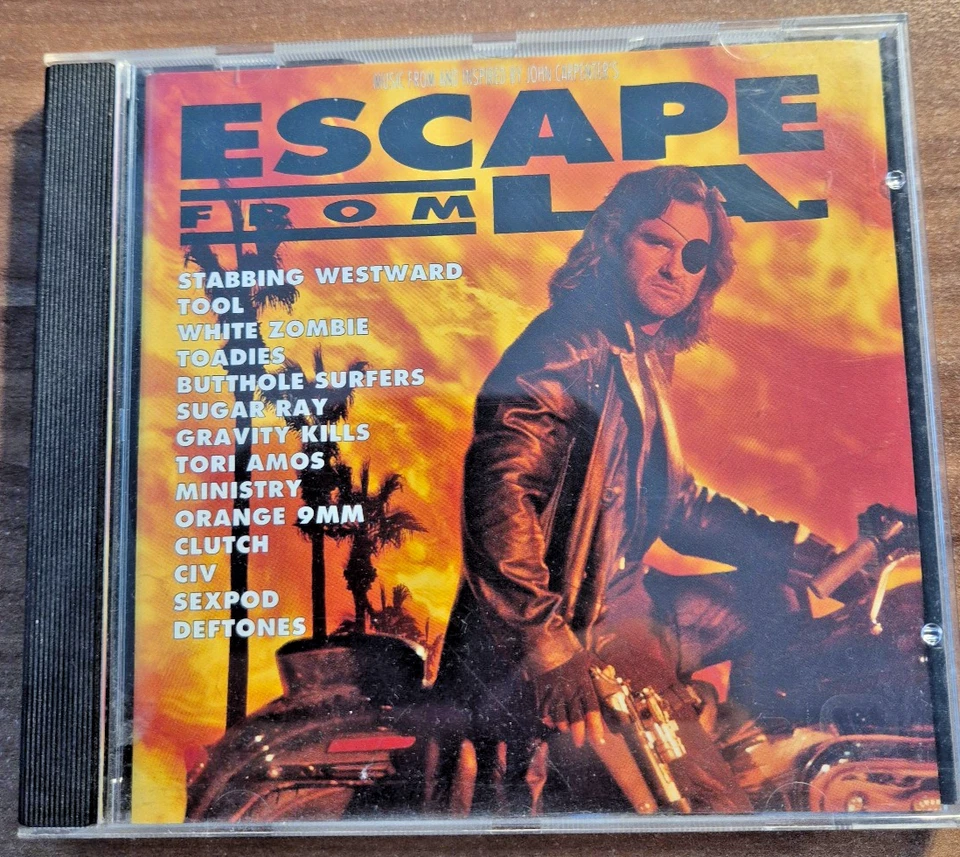 MUSIC FROM AND INSPIRED BY JOHN CARPENTER'S
ESCAPE
FROM L.A.
STABBING WESTWARD
TOOL
WHITE ZOMBIE
TOADIES
BUTTHOLE SURFERS
SUGAR RAY
GRAVITY KILLS
TORI AMOS
MINISTRY
ORANGE 9MM
CLUTCH
CIV
SEXPOD
DEFTONES